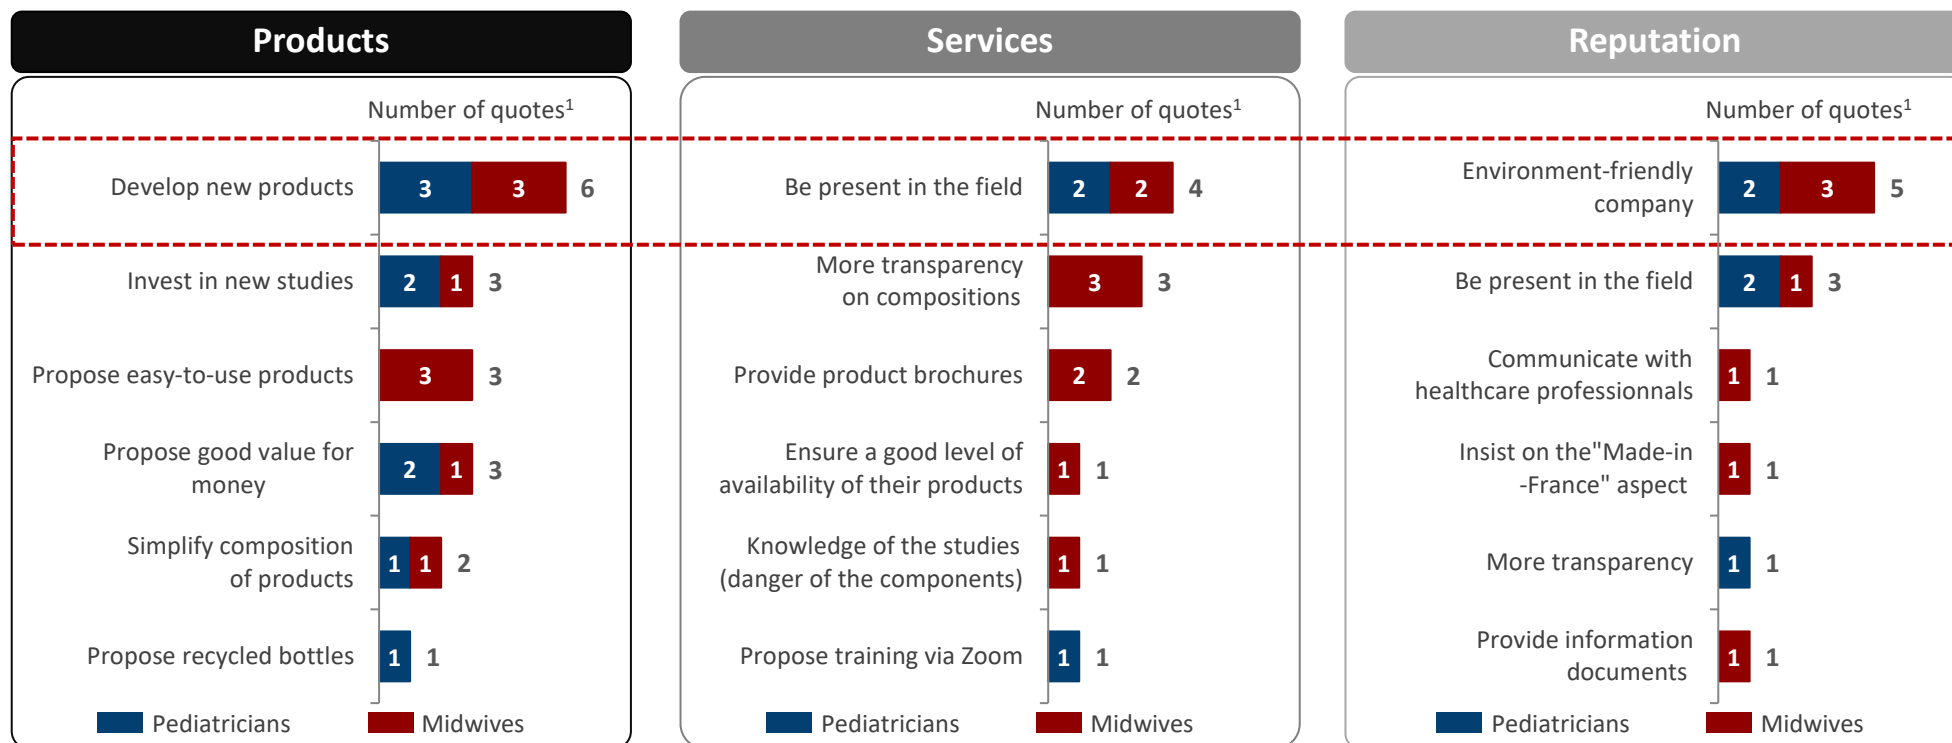 Products
Number of quotes1
Develop new products
3 3 6
Invest in new studies
2 1 3
Propose easy-to-use products
3 3
Propose good value for
money
2 1 3
Simplify composition
of products
1 1 2
Propose recycled bottles
1 1
Pediatricians Midwives
Services
Number of quotes1
Be present in the field
2 2 4
More transparency
on compositions
3 3
Provide product brochures
2 2
Ensure a good level of
availability of their products
1 1
Knowledge of the studies
(danger of the components)
1 1
Propose training via Zoom
1 1
Pediatricians Midwives
Reputation
Number of quotes1
Environment-friendly
company
2 3 5
Be present in the field
2 1 3
Communicate with
healthcare professionnals
1 1
Insist on the"Made-in
-France" aspect
1 1
More transparency
1 1
Provide information
documents
1 1
Pediatricians Midwives